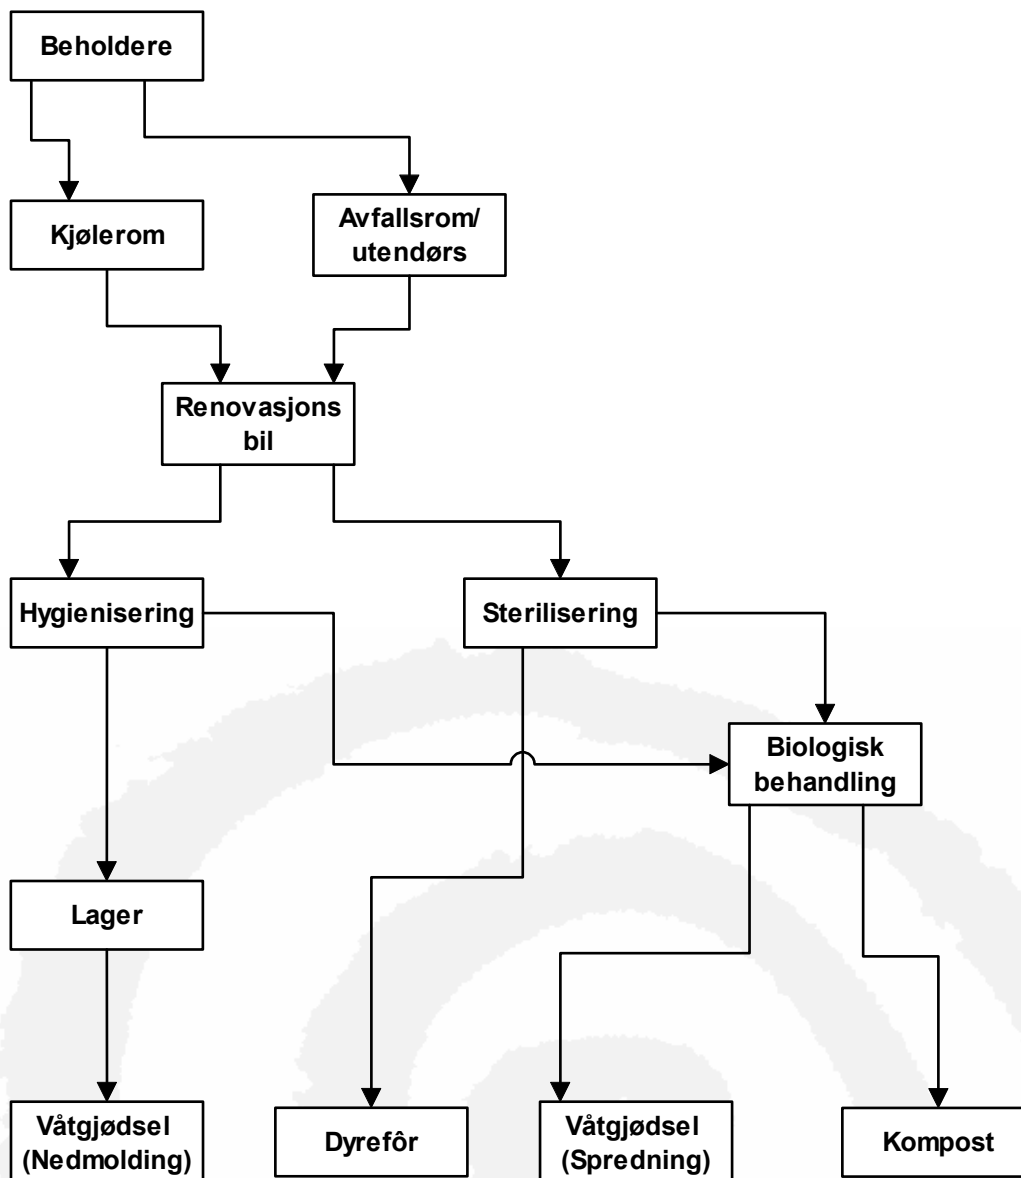 Beholdere
Kjølerom
Avfallsrom/
utendørs
Renovasjons
bil
Hygienisering
Sterilisering
Biologisk
behandling
Lager
Våtgjødsel
(Nedmolding)
Dyrefôr
Våtgjødsel
(Spredning)
Kompost